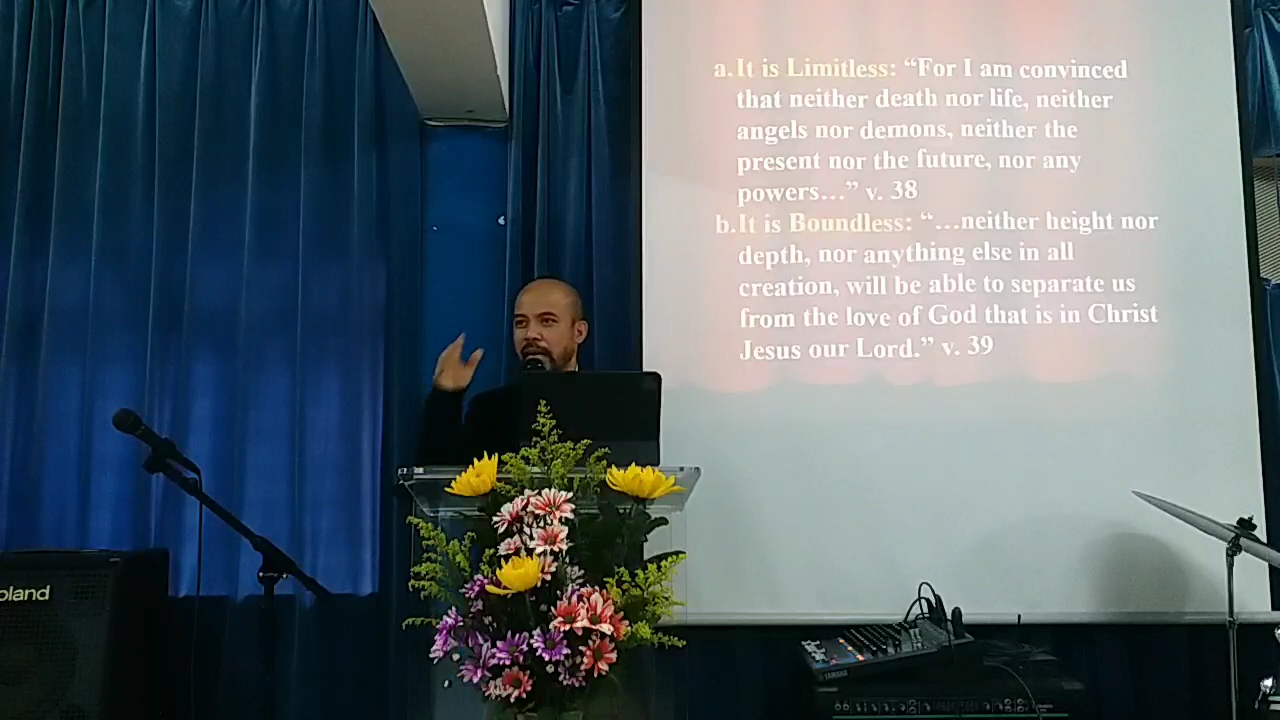 a. It is Limitless: “For I am convinced
that neither death nor life, neither
angels nor demons, neither the
present nor the future, nor any
powers…” v. 38
b. It is Boundless: “…neither height nor
depth, nor anything else in all
creation, will be able to separate us
from the love of God that is in Christ
Jesus our Lord.” v. 39
oland
YAMAHA